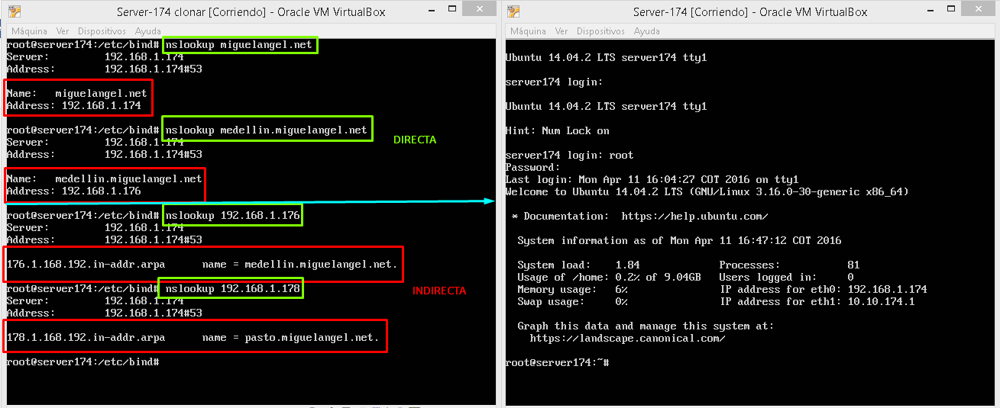 Server-174 clonar [Corriendo] - Oracle VM VirtualBox
Máquina Ver Dispositivos Ayuda
root@server174:/etc/bind# nslookup miguelangel.net
Server: 192.168.1.174
Address: 192.168.1.174#53
Name: miguelangel.net
Address: 192.168.1.174
root@server174:/etc/bind# nslookup medellin.miguelangel.net
Server: 192.168.1.174
Address: 192.168.1.174#53
DIRECTA
Name: medellin.miguelangel.net
Address: 192.168.1.176
root@server174:/etc/bind# nslookup 192.168.1.176
Server: 192.168.1.174
Address: 192.168.1.174#53
176.1.168.192.in-addr.arpa name = medellin.miguelangel.net.
root@server174:/etc/bind# nslookup 192.168.1.178
INDIRECTA
Server: 192.168.1.174
Address: 192.168.1.174#53
178.1.168.192.in-addr.arpa name = pasto.miguelangel.net.
root@server174:/etc/bind#
Server-174 [Corriendo] - Oracle VM VirtualBox
Máquina Ver Dispositivos Ayuda
Ubuntu 14.04.2 LTS server174 tty1
server174 login:
Ubuntu 14.04.2 LTS server174 tty1
Hint: Num Lock on
server174 login: root
Password:
Last login: Mon Apr 11 16:04:27 COT 2016 on tty1
Welcome to Ubuntu 14.04.2 LTS (GNU/Linux 3.16.0-30-generic x86_64)
* Documentation: https://help.ubuntu.com/
System information as of Mon Apr 11 16:47:12 COT 2016
System load: 1.84 Processes: 81
Usage of /home: 0.2% of 9.04GB Users logged in: 0
Memory usage: 6% IP address for eth0: 192.168.1.174
Swap usage: 0% IP address for eth1: 10.10.174.1
Graph this data and manage this system at:
https://landscape.canonical.com/
root@server174:~#